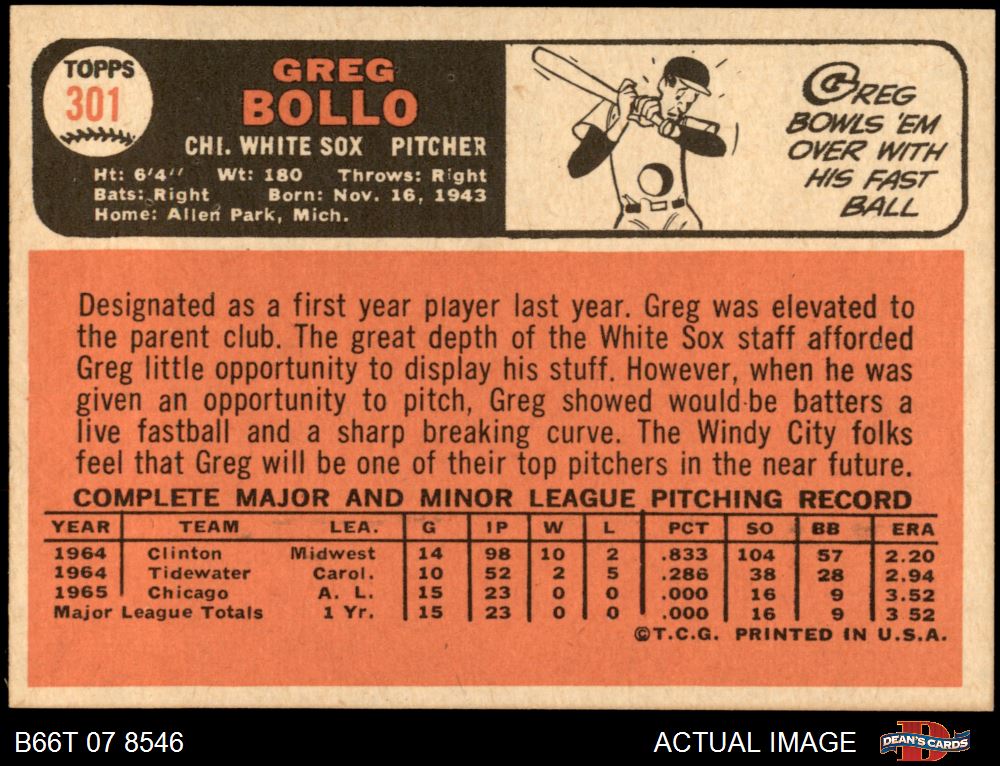 TOPPS
301
GREG
BOLLO
CHI. WHITE SOX PITCHER
Ht: 6'4" Wt: 180 Throws: Right
Bats: Right Born: Nov. 16, 1943
Home: Allen Park, Mich.
GREG
BOWLS 'EM
OVER WITH
HIS FAST
BALL
Designated as a first year player last year. Greg was elevated to
the parent club. The great depth of the White Sox staff afforded
Greg little opportunity to display his stuff. However, when he was
given an opportunity to pitch, Greg showed would-be batters a
live fastball and a sharp breaking curve. The Windy City folks
feel that Greg will be one of their top pitchers in the near future.
COMPLETE MAJOR AND MINOR LEAGUE PITCHING RECORD
YEAR TEAM LEA. G IP W L PCT SO BB ERA
1964 Clinton Midwest 14 98 10 2 .833 104 57 2.20
1964 Tidewater Carol. 10 52 2 5 .286 38 28 2.94
1965 Chicago A. L. 15 23 0 0 .000 16 9 3.52
Major League Totals 1 Yr. 15 23 0 0 .000 16 9 3 52
©T.C.G. PRINTED IN U.S.A.
B66T 07 8546
ACTUAL IMAGE
D
DEAN'S CARDS